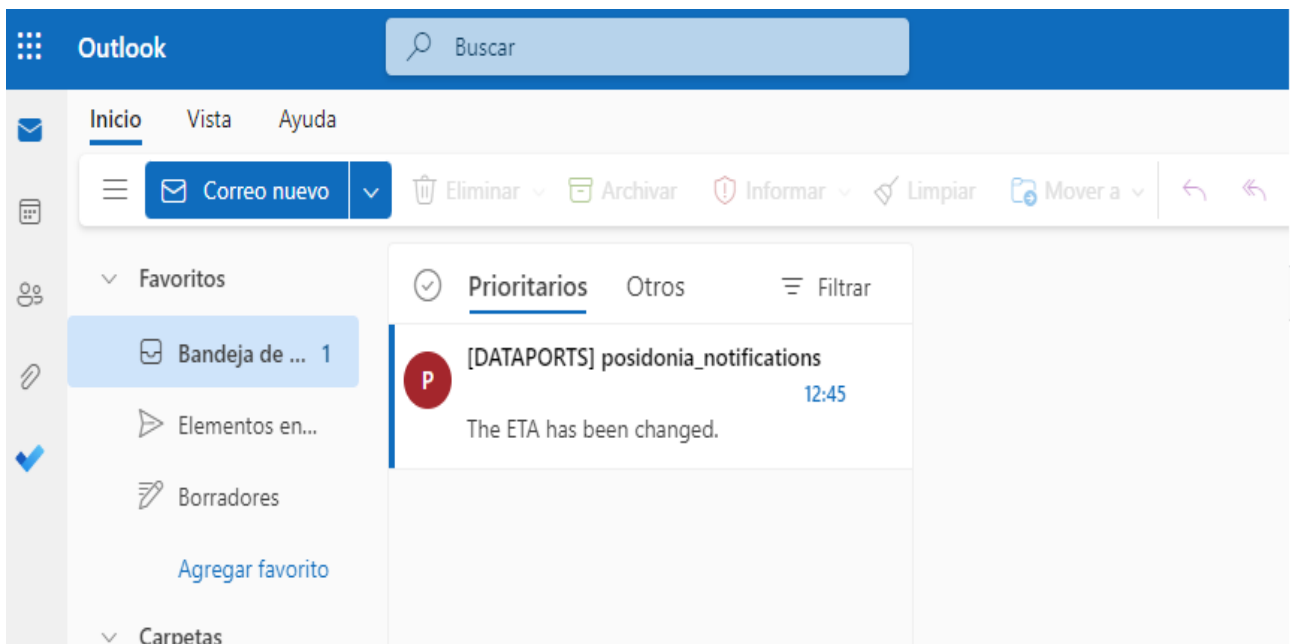 Outlook
Buscar
Inicio Vista Ayuda
Correo nuevo Eliminar Archivar Informar Limpiar Mover a
Favoritos
Bandeja de ... 1
Elementos en...
Borradores
Agregar favorito
Carpetas
Prioritarios Otros Filtrar
P
[DATAPORTS] posidonia_notifications
12:45
The ETA has been changed.